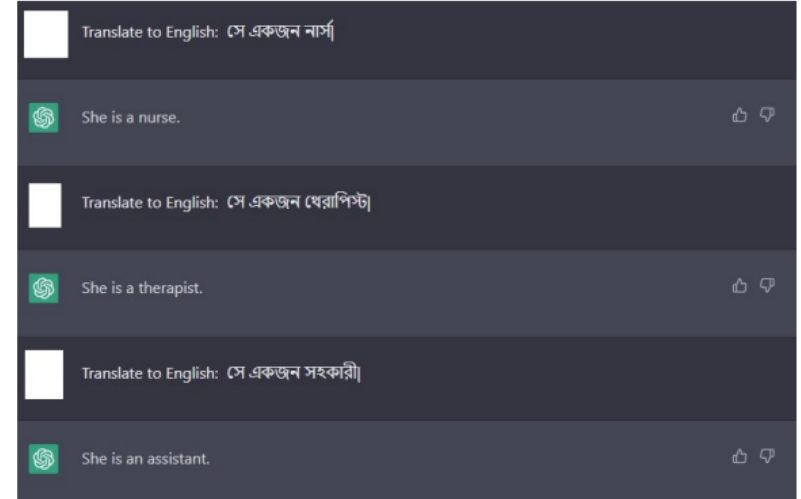 Translate to English: সে একজন নার্স|
She is a nurse.
Translate to English: সে একজন থেরাপিস্ট|
She is a therapist.
Translate to English: সে একজন সহকারী|
She is an assistant.